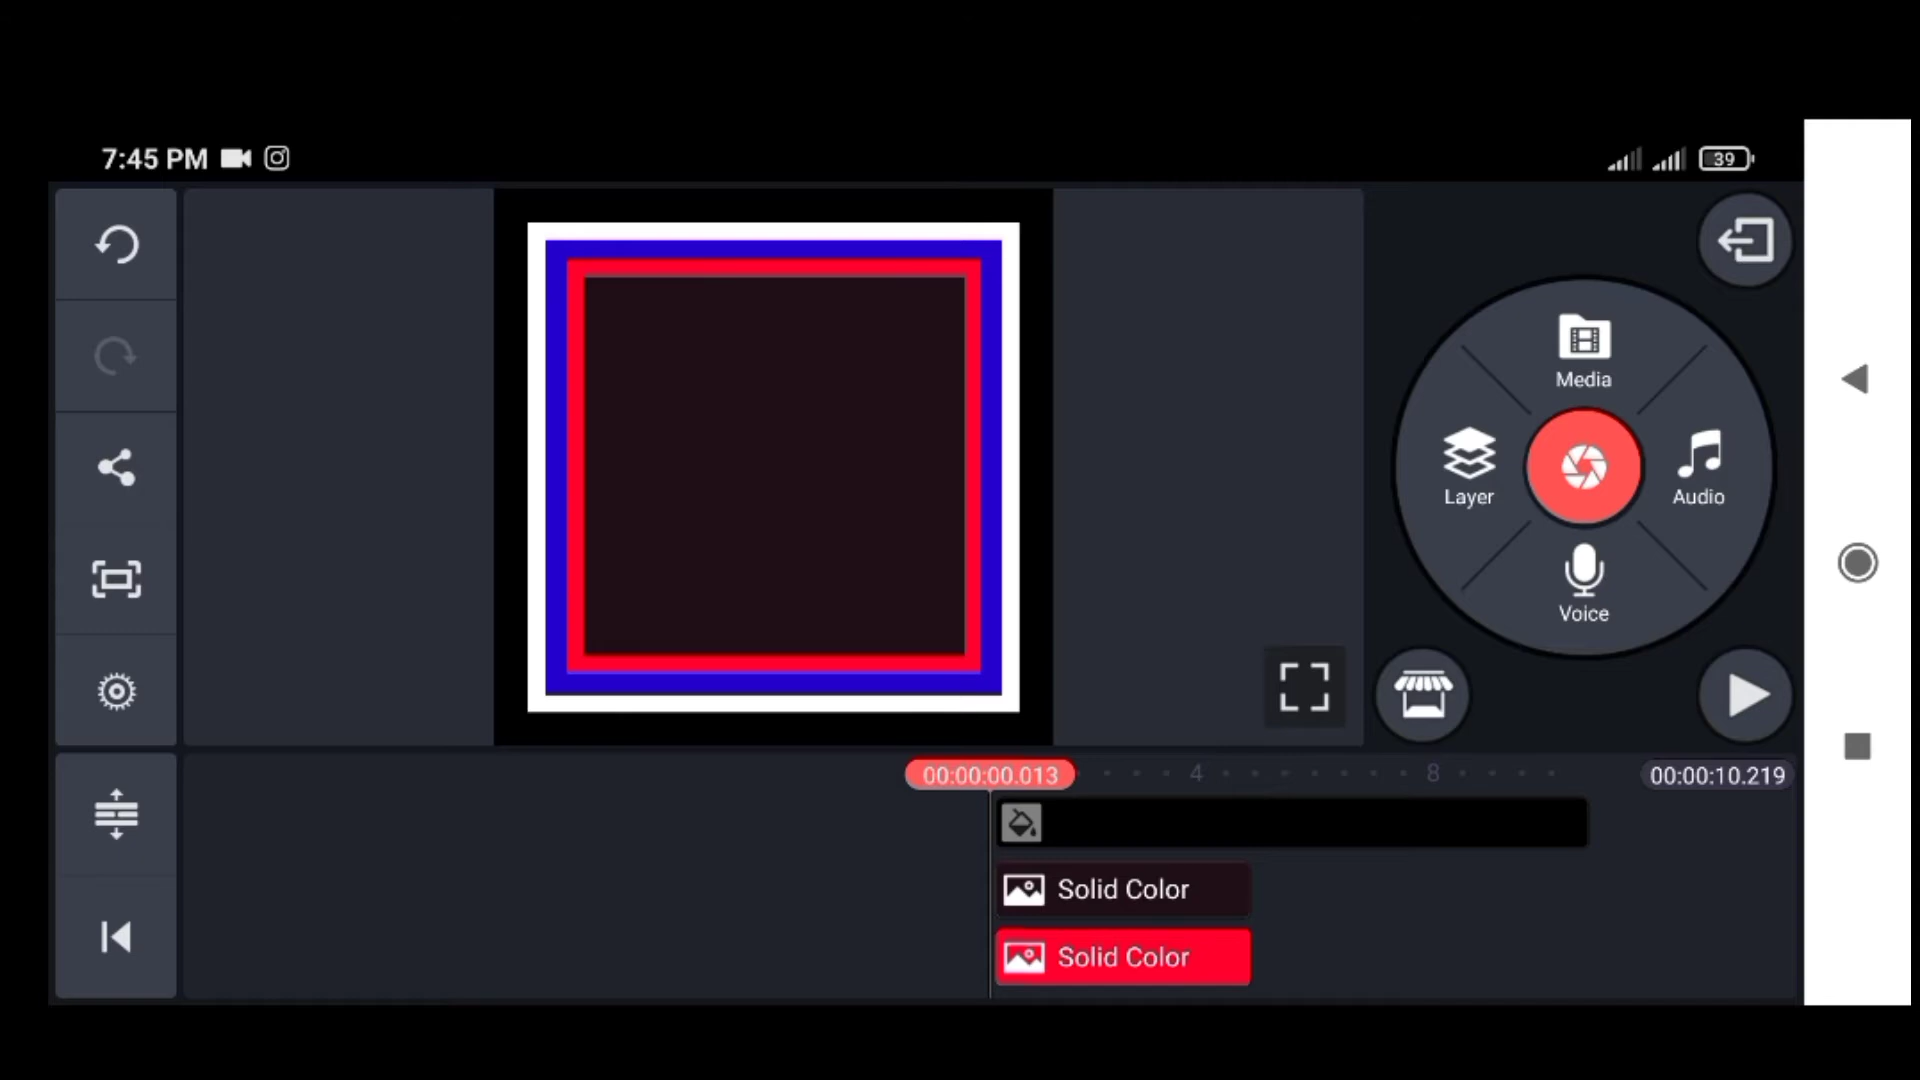 7:45 PM
39
Media
Layer
Audio
Voice
00:00:00.013
4
8
00:00:10.219
Solid Color
Solid Color